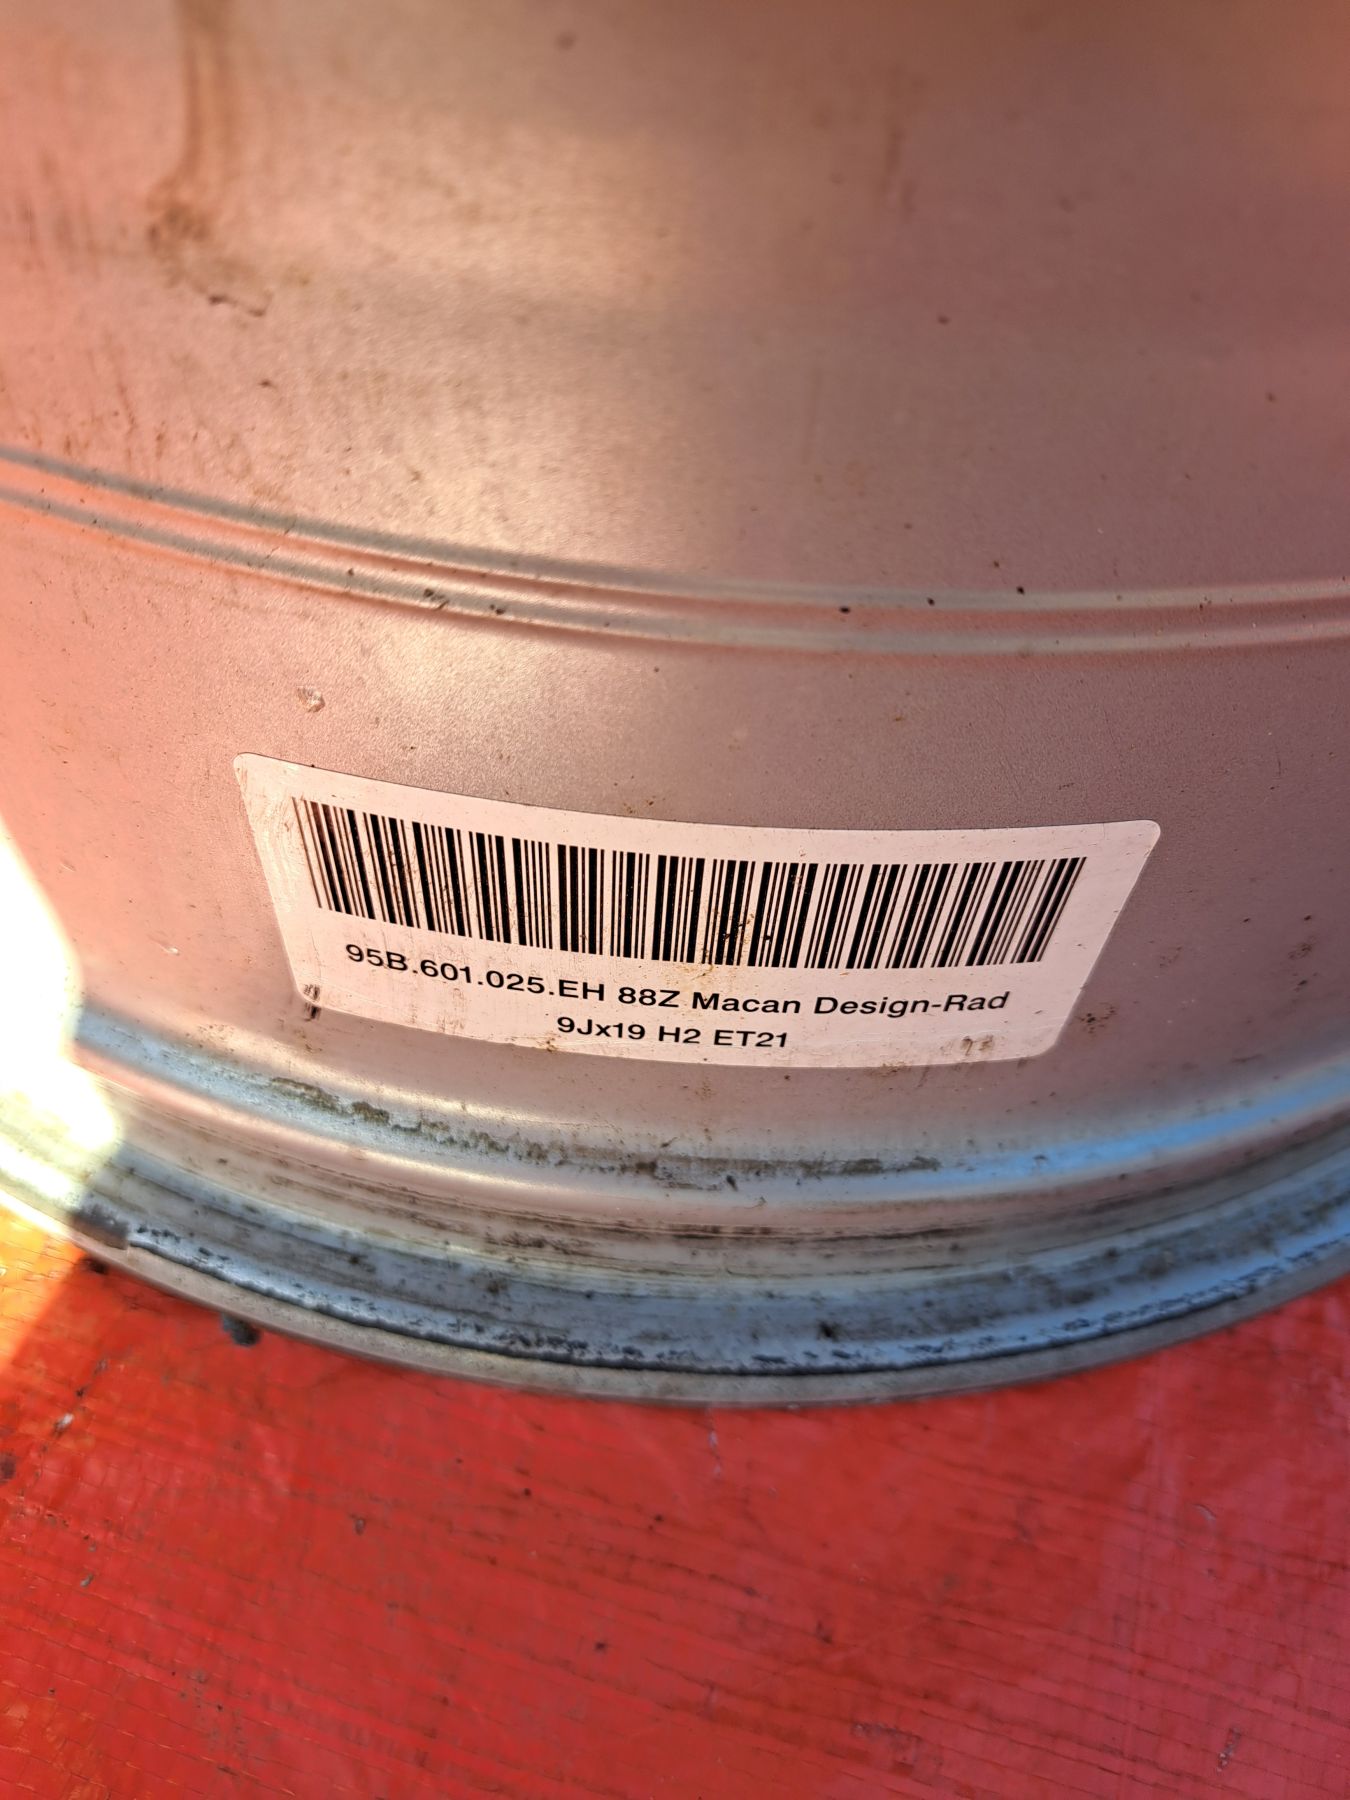 95B.601.025.EH 88Z Macan Design-Rad
9Jx19 H2 ET21